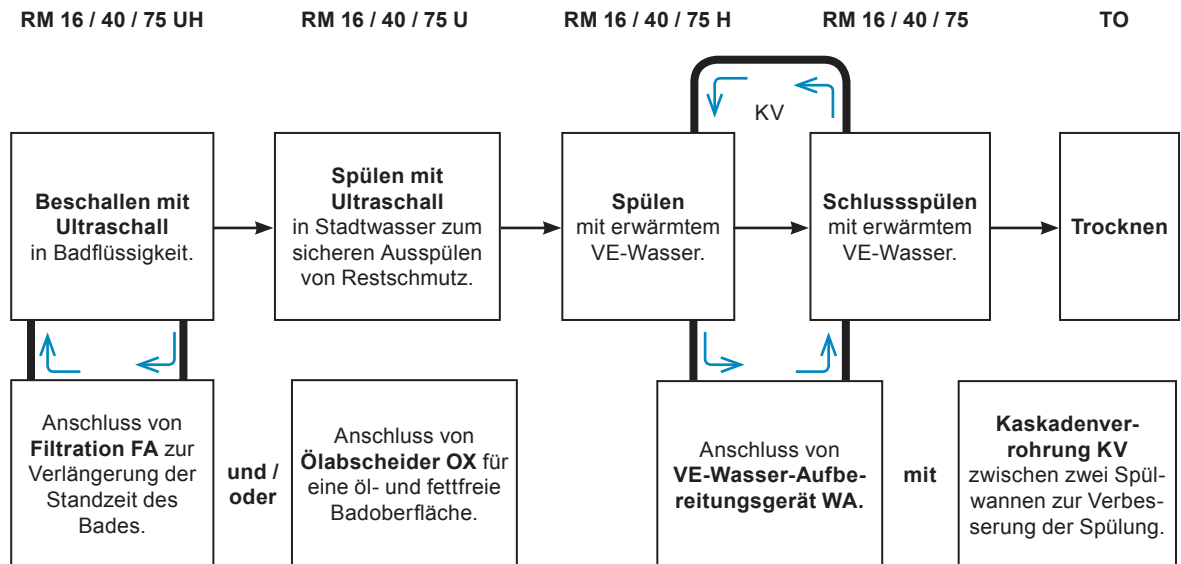 RM 16 / 40 / 75 UH
RM 16 / 40 / 75 U
RM 16 / 40 / 75 H
RM 16 / 40 / 75
TO
KV
Beschallen mit
Ultraschall
in Badflüssigkeit.
Spülen mit
Ultraschall
in Stadtwasser zum
sicheren Ausspülen
von Restschmutz.
Spülen
mit erwärmtem
VE-Wasser.
Schlussspülen
mit erwärmtem
VE-Wasser.
Trocknen
Anschluss von
Filtration FA zur
Verlängerung der
Standzeit des
Bades.
und /
oder
Anschluss von
Ölabscheider OX für
eine öl- und fettfreie
Badoberfläche.
Anschluss von
VE-Wasser-Aufbe-
reitungsgerät WA.
mit
Kaskadenver-
rohrung KV
zwischen zwei Spül-
wannen zur Verbes-
serung der Spülung.